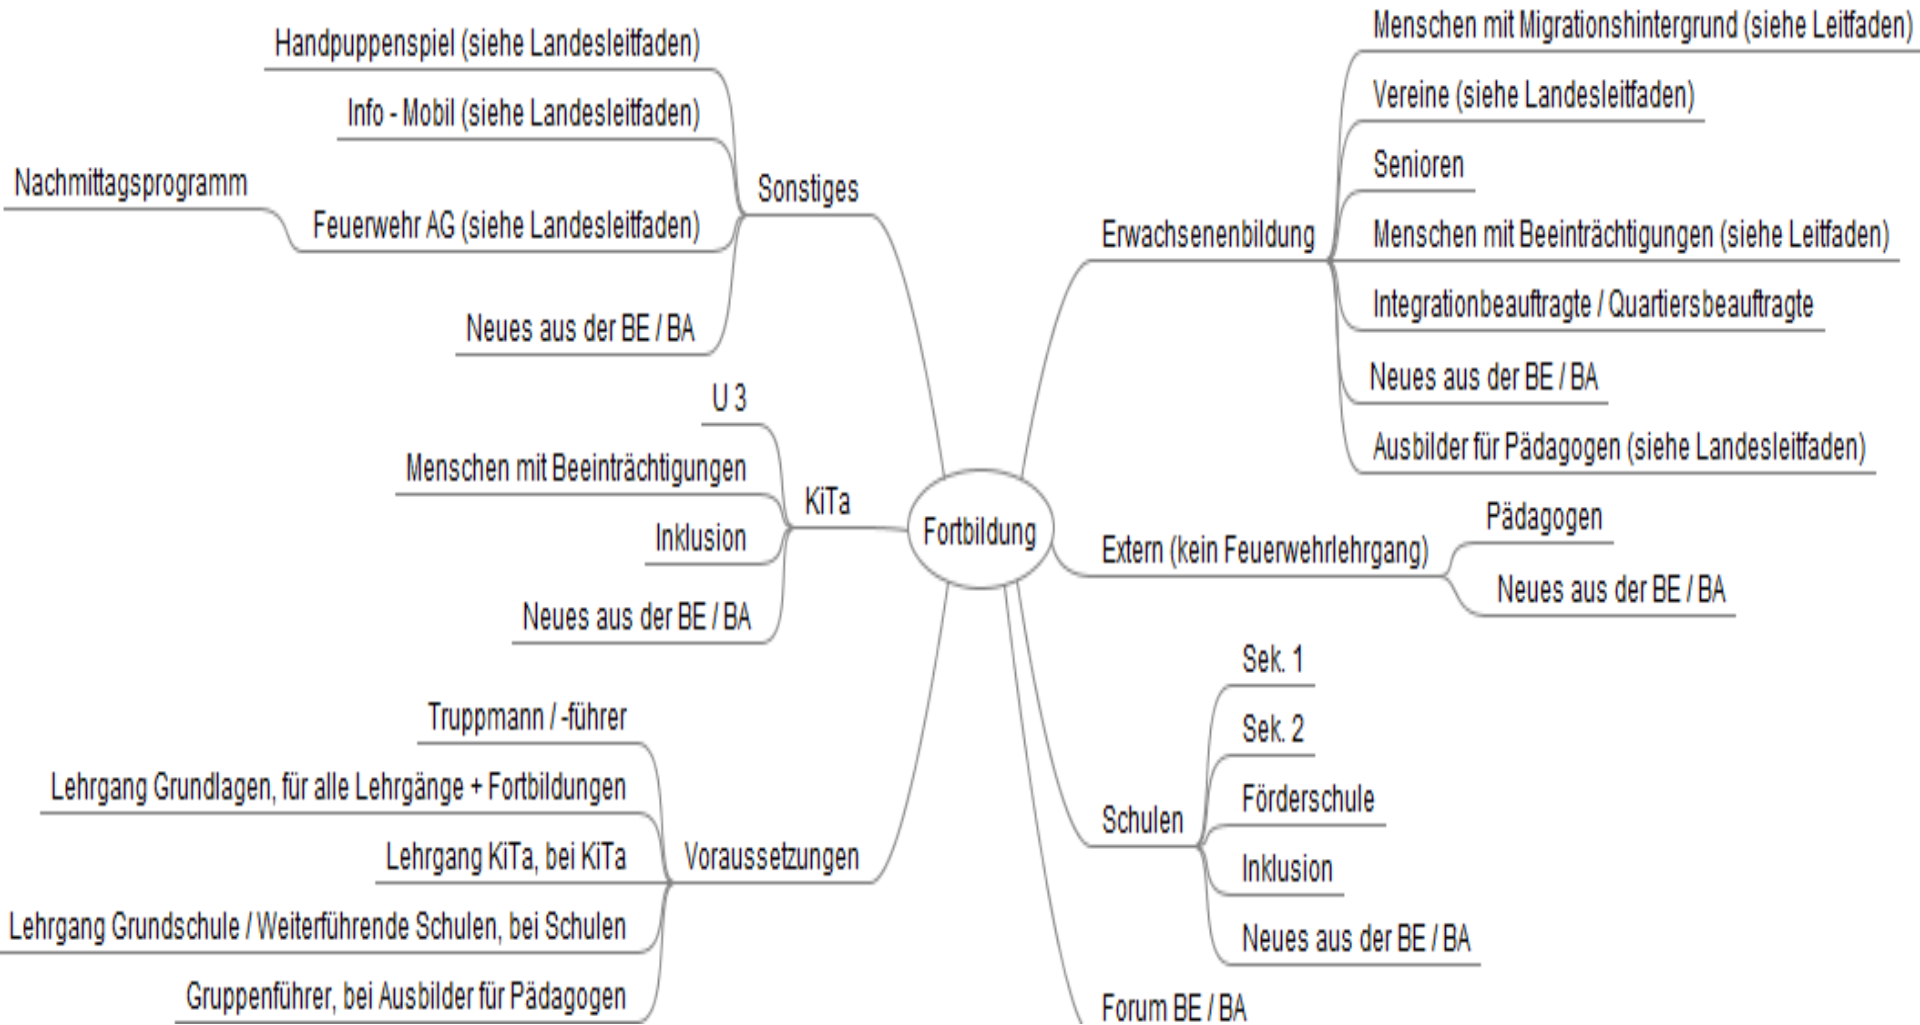 Fortbildung
Sonstiges
Handpuppenspiel (siehe Landesleitfaden)
Info - Mobil (siehe Landesleitfaden)
Feuerwehr AG (siehe Landesleitfaden)
Nachmittagsprogramm
Neues aus der BE / BA
KiTa
U 3
Menschen mit Beeinträchtigungen
Inklusion
Neues aus der BE / BA
Voraussetzungen
Truppmann / -führer
Lehrgang Grundlagen, für alle Lehrgänge + Fortbildungen
Lehrgang KiTa, bei KiTa
Lehrgang Grundschule / Weiterführende Schulen, bei Schulen
Gruppenführer, bei Ausbilder für Pädagogen
Erwachsenenbildung
Menschen mit Migrationshintergrund (siehe Leitfaden)
Vereine (siehe Landesleitfaden)
Senioren
Menschen mit Beeinträchtigungen (siehe Leitfaden)
Integrationbeauftragte / Quartiersbeauftragte
Neues aus der BE / BA
Ausbilder für Pädagogen (siehe Landesleitfaden)
Extern (kein Feuerwehrlehrgang)
Pädagogen
Neues aus der BE / BA
Schulen
Sek. 1
Sek. 2
Förderschule
Inklusion
Neues aus der BE / BA
Forum BE / BA